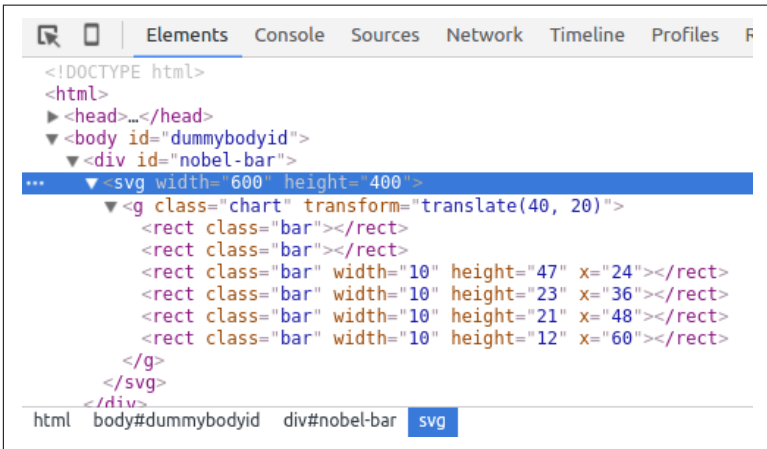 Elements Console Sources Network Timeline Profiles
<!DOCTYPE html>
<html>
▶<head>…</head>
▼<body id="dummybodyid">
▼<div id="nobel-bar">
… ▼<svg width="600" height="400">
▼<g class="chart" transform="translate(40, 20)">
<rect class="bar"></rect>
<rect class="bar"></rect>
<rect class="bar" width="10" height="47" x="24"></rect>
<rect class="bar" width="10" height="23" x="36"></rect>
<rect class="bar" width="10" height="21" x="48"></rect>
<rect class="bar" width="10" height="12" x="60"></rect>
</g>
</svg>
</div>
html body#dummybodyid div#nobel-bar svg